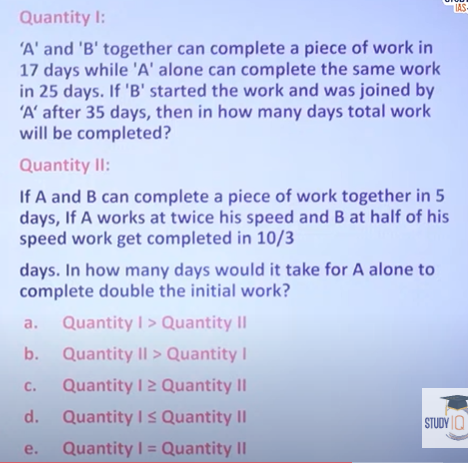 STUDY
IAS
Quantity I:
‘A' and 'B' together can complete a piece of work in
17 days while 'A' alone can complete the same work
in 25 days. If 'B' started the work and was joined by
‘A‘ after 35 days, then in how many days total work
will be completed?
Quantity II:
If A and B can complete a piece of work together in 5
days, If A works at twice his speed and B at half of his
speed work get completed in 10/3
days. In how many days would it take for A alone to
complete double the initial work?
a. Quantity I > Quantity II
b. Quantity II > Quantity I
c. Quantity I ≥ Quantity II
d. Quantity I ≤ Quantity II
e. Quantity I = Quantity II
STUDY IQ